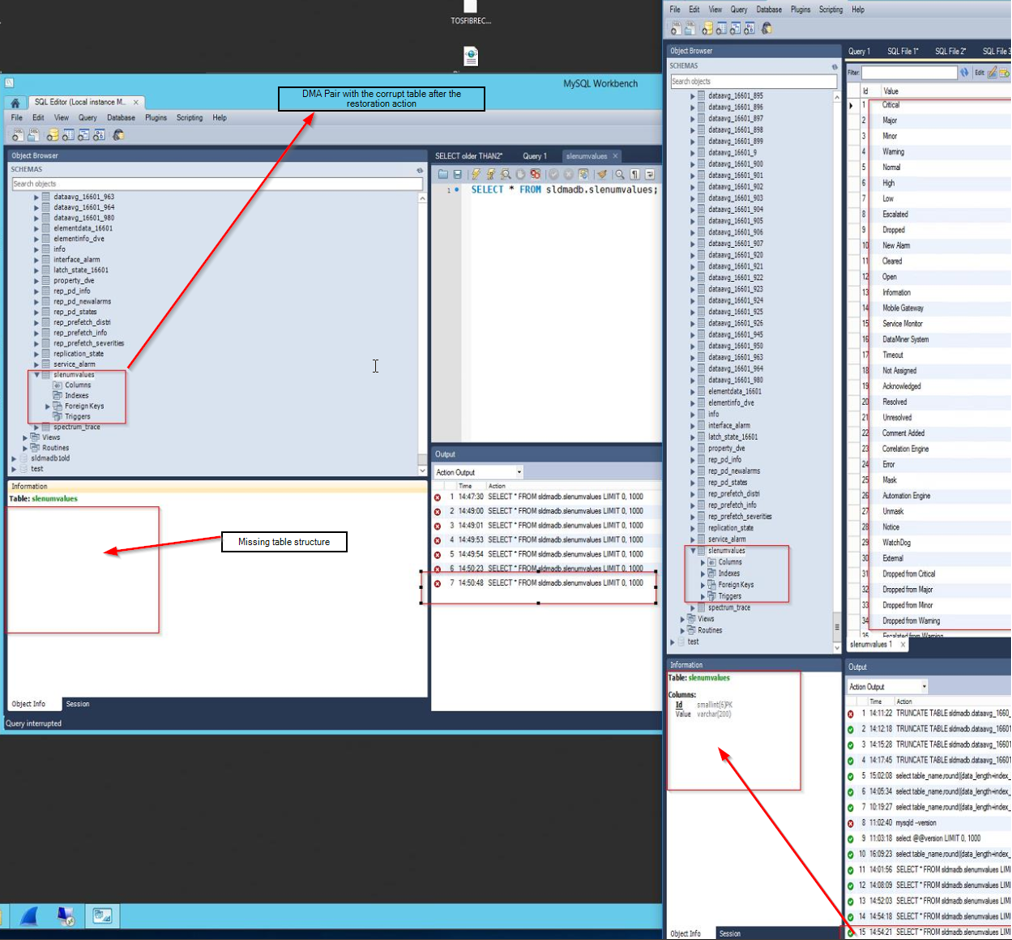 TOSFIBREC...
MySQL Workbench
SQL Editor (Local instance M...
File Edit View Query Database Plugins Scripting Help
DMA Pair with the corrupt table after the
restoration action
Object Browser
SCHEMAS
Search objects
dataavg_16601_963
dataavg_16601_964
dataavg_16601_980
elementdata_16601
elementinfo_dve
info
interface_alarm
latch_state_16601
property_dve
rep_pd_info
rep_pd_newalarms
rep_pd_states
rep_prefetch_distri
rep_prefetch_info
rep_prefetch_severities
replication_state
service_alarm
slenumvalues
Columns
Indexes
Foreign Keys
Triggers
spectrum_trace
Views
Routines
sldmadb1old
test
Information
Table: slenumvalues
Missing table structure
Object Info Session
Query interrupted
SELECT older THAN2* Query 1 slenumvalues
1 SELECT * FROM sldmadb.slenumvalues;
Output
Action Output
Time Action
1 14:47:30 SELECT * FROM sldmadb.slenumvalues LIMIT 0, 1000
2 14:49:00 SELECT * FROM sldmadb.slenumvalues LIMIT 0, 1000
3 14:49:01 SELECT * FROM sldmadb.slenumvalues LIMIT 0, 1000
4 14:49:53 SELECT * FROM sldmadb.slenumvalues LIMIT 0, 1000
5 14:49:54 SELECT * FROM sldmadb.slenumvalues LIMIT 0, 1000
6 14:50:23 SELECT * FROM sldmadb.slenumvalues LIMIT 0, 1000
7 14:50:48 SELECT * FROM sldmadb.slenumvalues LIMIT 0, 1000
File Edit View Query Database Plugins Scripting Help
Object Browser
SCHEMAS
Search objects
dataavg_16601_895
dataavg_16601_896
dataavg_16601_897
dataavg_16601_898
dataavg_16601_899
dataavg_16601_9
dataavg_16601_900
dataavg_16601_901
dataavg_16601_902
dataavg_16601_903
dataavg_16601_904
dataavg_16601_905
dataavg_16601_906
dataavg_16601_907
dataavg_16601_920
dataavg_16601_921
dataavg_16601_922
dataavg_16601_923
dataavg_16601_924
dataavg_16601_925
dataavg_16601_926
dataavg_16601_945
dataavg_16601_950
dataavg_16601_963
dataavg_16601_964
dataavg_16601_980
elementdata_16601
elementinfo_dve
info
interface_alarm
latch_state_16601
property_dve
rep_pd_info
rep_pd_newalarms
rep_pd_states
rep_prefetch_distri
rep_prefetch_info
rep_prefetch_severities
replication_state
service_alarm
slenumvalues
Columns
Indexes
Foreign Keys
Triggers
spectrum_trace
Views
Routines
test
Information
Table: slenumvalues
Columns:
Id smallint(6)PK
Value varchar(200)
Object Info Session
Query 1 SQL File 1* SQL File 2* SQL File 3
Filter: Edit:
Id Value
1 Critical
2 Major
3 Minor
4 Warning
5 Normal
6 High
7 Low
8 Escalated
9 Dropped
10 New Alarm
11 Cleared
12 Open
13 Information
14 Mobile Gateway
15 Service Monitor
16 DataMiner System
17 Timeout
18 Not Assigned
19 Acknowledged
20 Resolved
21 Unresolved
22 Comment Added
23 Correlation Engine
24 Error
25 Mask
26 Automation Engine
27 Unmask
28 Notice
29 WatchDog
30 External
31 Dropped from Critical
32 Dropped from Major
33 Dropped from Minor
34 Dropped from Warning
35 Escalated from Warning
slenumvalues 1
Output
Action Output
Time Action
1 14:11:22 TRUNCATE TABLE sldmadb.dataavg_1660
2 14:12:18 TRUNCATE TABLE sldmadb.dataavg_16601
3 14:15:28 TRUNCATE TABLE sldmadb.dataavg_16601
4 14:17:45 TRUNCATE TABLE sldmadb.dataavg_16601
5 15:02:08 select table_name,round((data_length+index_
6 14:05:34 select table_name,round((data_length+index_
7 10:19:27 select table_name,round((data_length+index_
8 11:02:40 mysqld --version
9 11:03:18 select @@version LIMIT 0, 1000
10 16:09:23 select table_name,round((data_length+index_
11 14:01:56 SELECT * FROM sldmadb.slenumvalues LIM
12 14:08:09 SELECT * FROM sldmadb.slenumvalues LIM
13 14:52:03 SELECT * FROM sldmadb.slenumvalues LIM
14 14:54:18 SELECT * FROM sldmadb.slenumvalues LIM
15 14:54:21 SELECT * FROM sldmadb.slenumvalues LIM